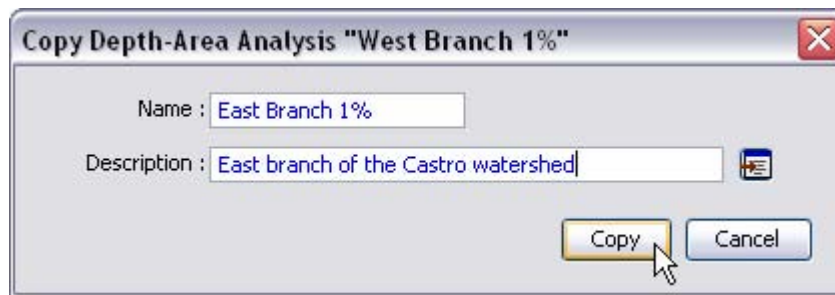 Copy Depth-Area Analysis "West Branch 1%"
Name : East Branch 1%
Description : East branch of the Castro watershed
Copy Cancel